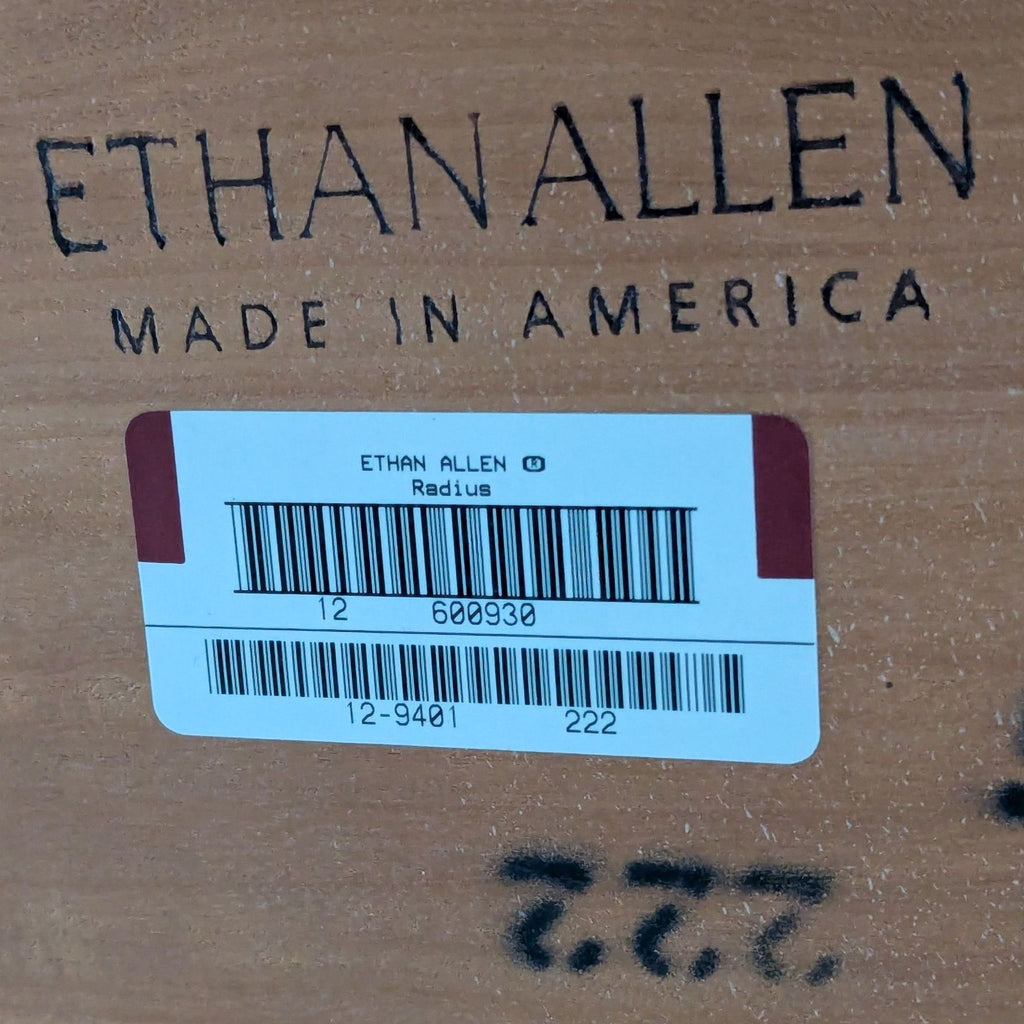 ETHAN ALLEN
MADE IN AMERICA
ETHAN ALLEN ®
Radius
12 600930
12-9401 222
222